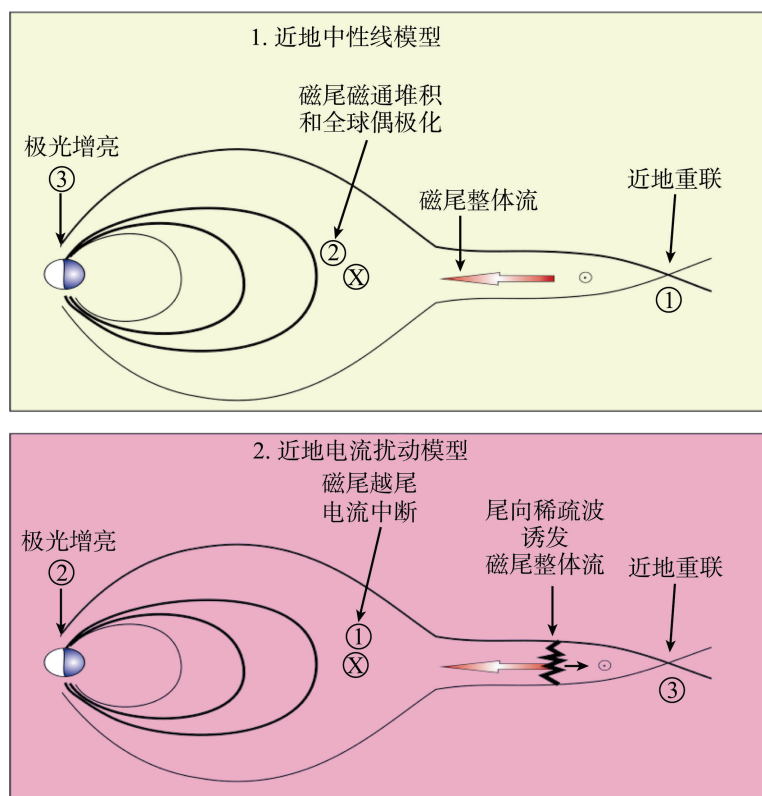 1. 近地中性线模型
磁尾磁通堆积
和全球偶极化
极光增亮
③
磁尾整体流
近地重联
②
X
①
2. 近地电流扰动模型
磁尾越尾
电流中断
尾向稀疏波
诱发
磁尾整体流
极光增亮
②
近地重联
①
X
③